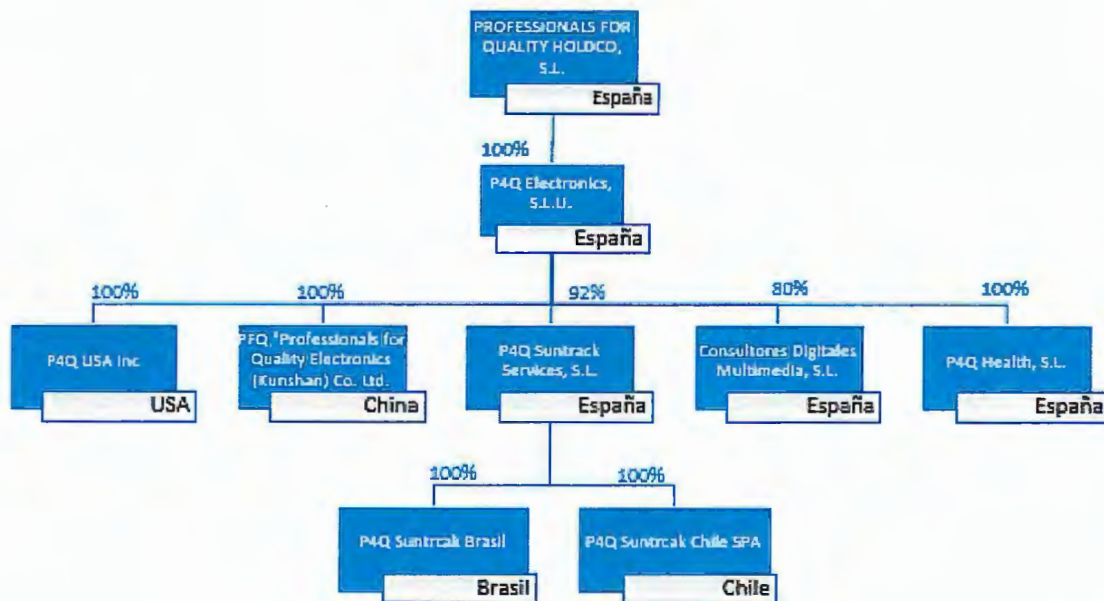 PROFESSIONALS FOR
QUALITY HOLDCO,
S.L.
España
100%
P4Q Electronics,
S.L.U.
España
100%
100%
92%
80%
100%
P4Q USA Inc
USA
PFQ,"Professionals for
Quality Electronics
(Kunshan) Co. Ltd.
China
P4Q Suntrack
Services, S.L.
España
Consultores Digitales
Multimedia, S.L.
España
P4Q Health, S.L.
España
100%
100%
P4Q Suntrcak Brasil
Brasil
P4Q Suntrcak Chile SPA
Chile